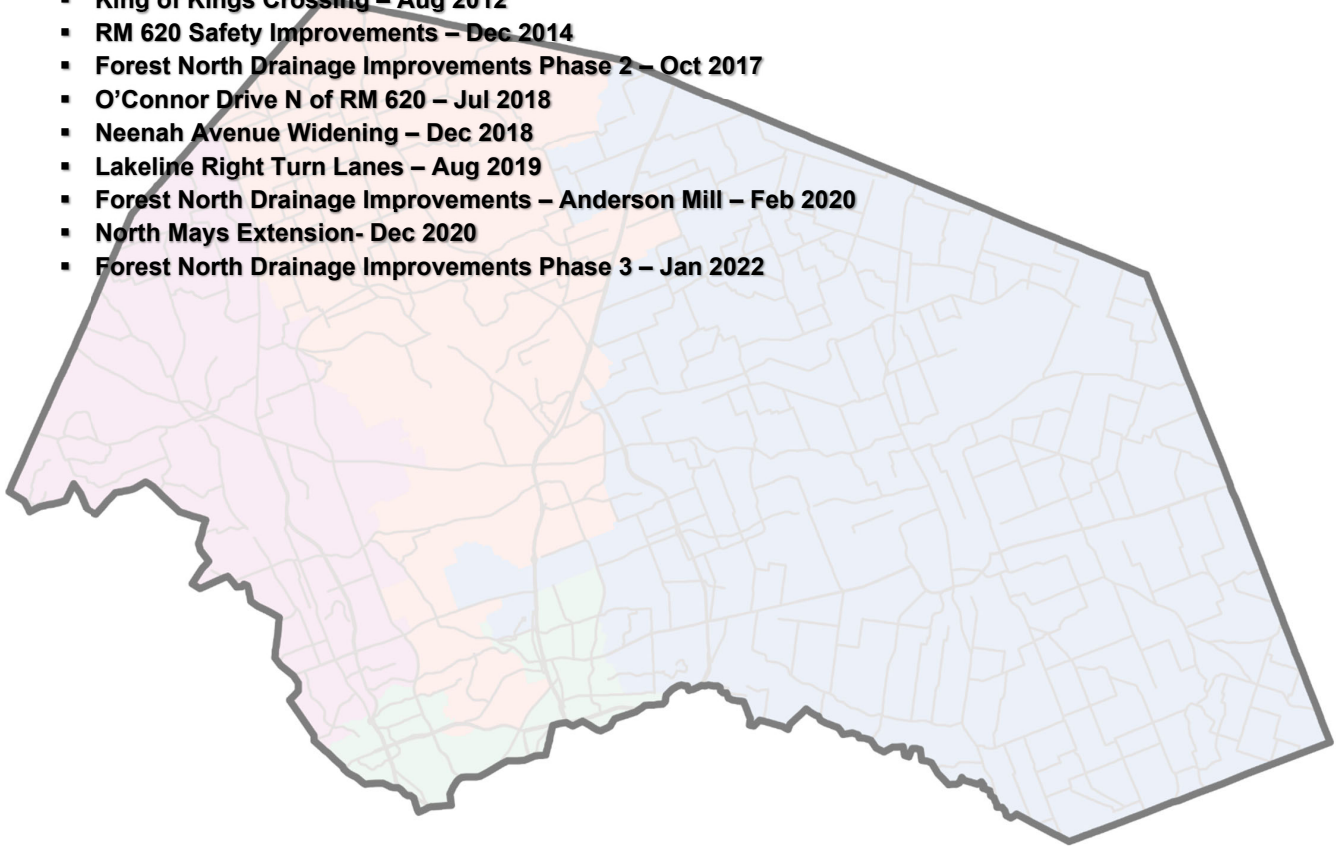 ▪ King of Kings Crossing – Aug 2012
▪ RM 620 Safety Improvements – Dec 2014
▪ Forest North Drainage Improvements Phase 2 – Oct 2017
▪ O’Connor Drive N of RM 620 – Jul 2018
▪ Neenah Avenue Widening – Dec 2018
▪ Lakeline Right Turn Lanes – Aug 2019
▪ Forest North Drainage Improvements – Anderson Mill – Feb 2020
▪ North Mays Extension- Dec 2020
▪ Forest North Drainage Improvements Phase 3 – Jan 2022